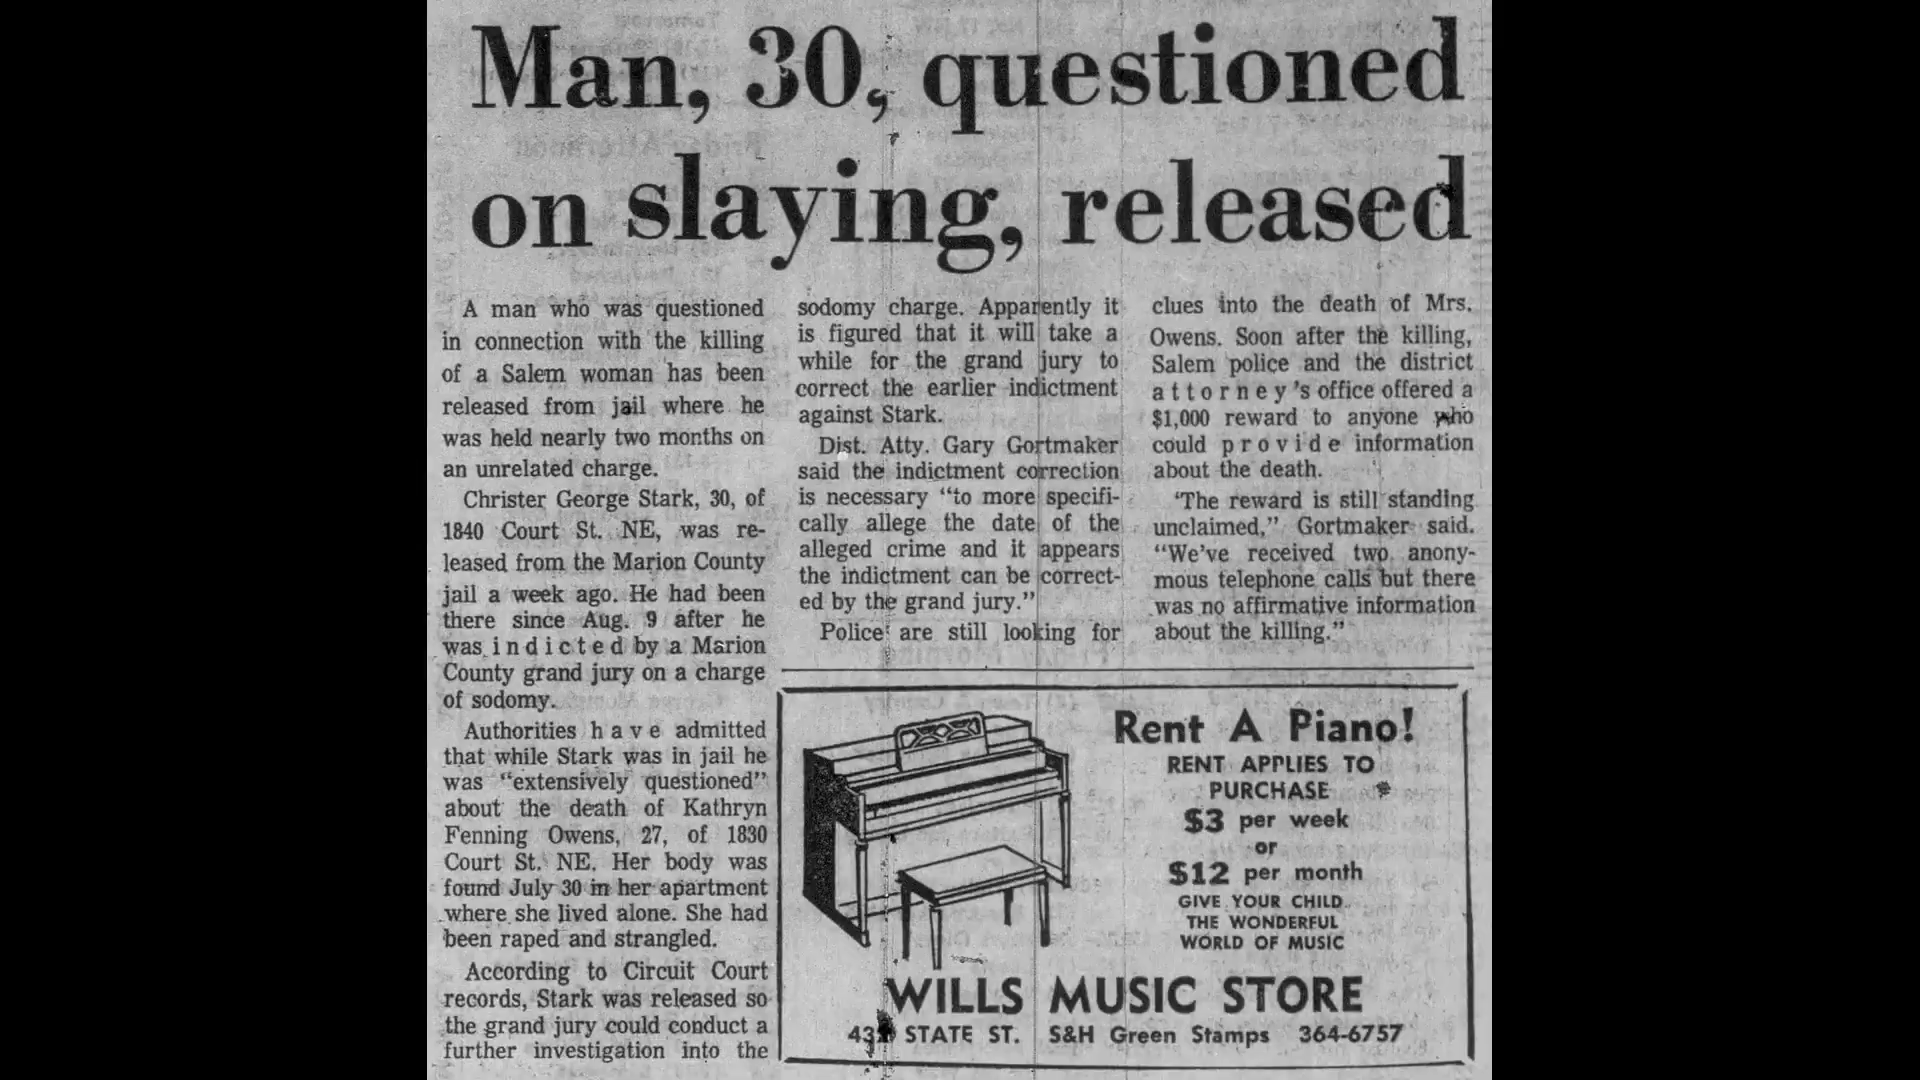 Man, 30, questioned
on slaying, released
A man who was questioned
in connection with the killing
of a Salem woman has been
released from jail where he
was held nearly two months on
an unrelated charge.
Christer George Stark, 30, of
1840 Court St. NE, was re-
leased from the Marion County
jail a week ago. He had been
there since Aug. 9 after he
was indicted by a Marion
County grand jury on a charge
of sodomy.
Authorities have admitted
that while Stark was in jail he
was "extensively questioned"
about the death of Kathryn
Fenning Owens, 27, of 1830
Court St. NE. Her body was
found July 30 in her apartment
where she lived alone. She had
been raped and strangled.
According to Circuit Court
records, Stark was released so
the grand jury could conduct a
further investigation into the
sodomy charge. Apparently it
is figured that it will take a
while for the grand jury to
correct the earlier indictment
against Stark.
Dist. Atty. Gary Gortmaker
said the indictment correction
is necessary "to more specifi-
cally allege the date of the
alleged crime and it appears
the indictment can be correct-
ed by the grand jury."
Police are still looking for
clues into the death of Mrs.
Owens. Soon after the killing,
Salem police and the district
attorney's office offered a
$1,000 reward to anyone who
could provide information
about the death.
'The reward is still standing
unclaimed," Gortmaker said.
"We've received two anony-
mous telephone calls but there
was no affirmative information
about the killing."
Rent A Piano!
RENT APPLIES TO
PURCHASE
$3 per week
or
$12 per month
GIVE YOUR CHILD
THE WONDERFUL
WORLD OF MUSIC
WILLS MUSIC STORE
STATE ST. S&H Green Stamps 364-6757